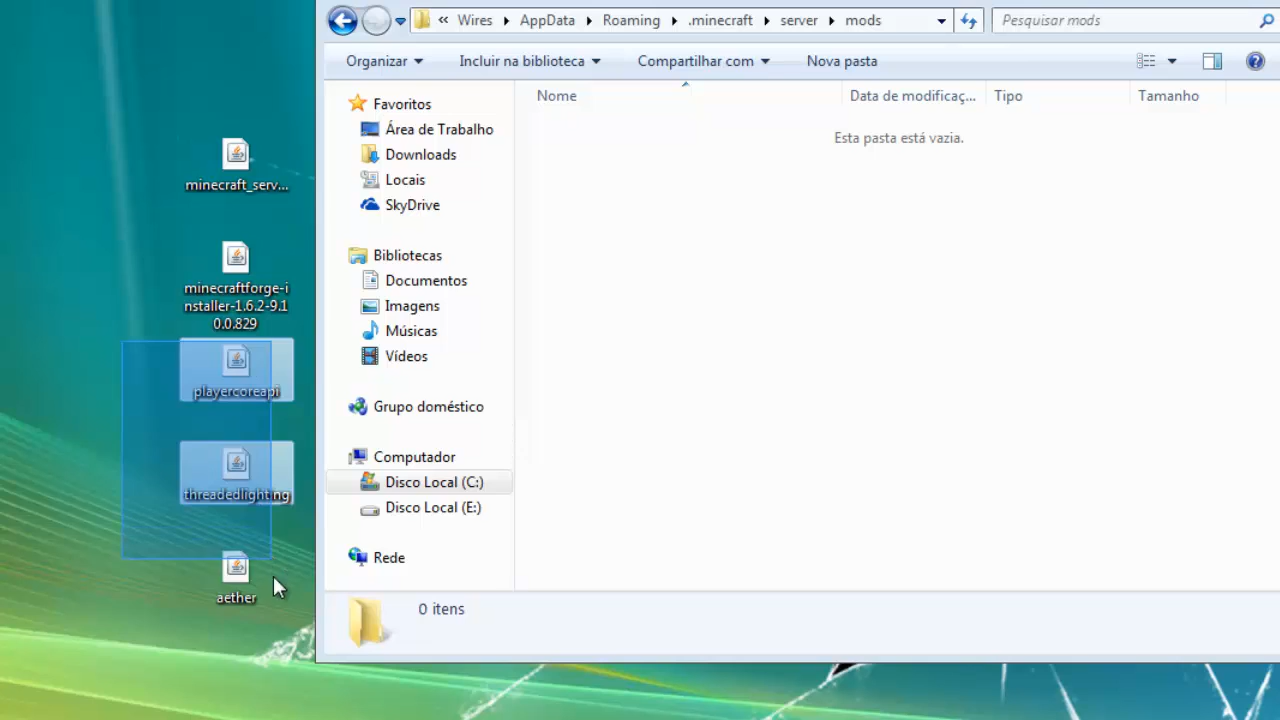 « Wires ▸ AppData ▸ Roaming ▸ .minecraft ▸ server ▸ mods
Pesquisar mods
Organizar
Incluir na biblioteca
Compartilhar com
Nova pasta
Nome
Data de modificaç...
Tipo
Tamanho
Esta pasta está vazia.
Favoritos
Área de Trabalho
Downloads
Locais
SkyDrive
Bibliotecas
Documentos
Imagens
Músicas
Vídeos
Grupo doméstico
Computador
Disco Local (C:)
Disco Local (E:)
Rede
0 itens
minecraft_serv...
minecraftforge-i
nstaller-1.6.2-9.1
0.0.829
playercoreapi
threadedlighting
aether